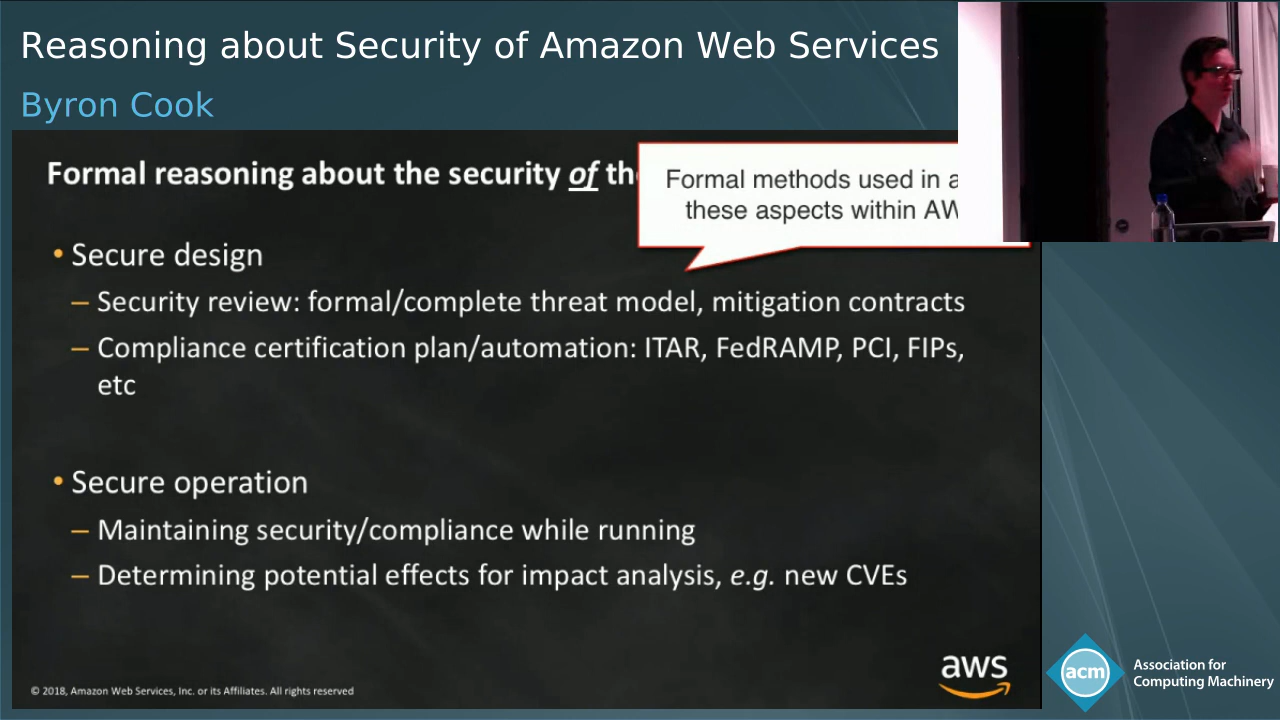 Reasoning about Security of Amazon Web Services
Byron Cook
Formal reasoning about the security of
Formal methods used in
these aspects within
• Secure design
– Security review: formal/complete threat model, mitigation contracts
– Compliance certification plan/automation: ITAR, FedRAMP, PCI, FIPs,
etc
• Secure operation
– Maintaining security/compliance while running
– Determining potential effects for impact analysis, e.g. new CVEs
© 2018, Amazon Web Services, Inc. or its Affiliates. All rights reserved
aws
acm
Association for
Computing Machinery